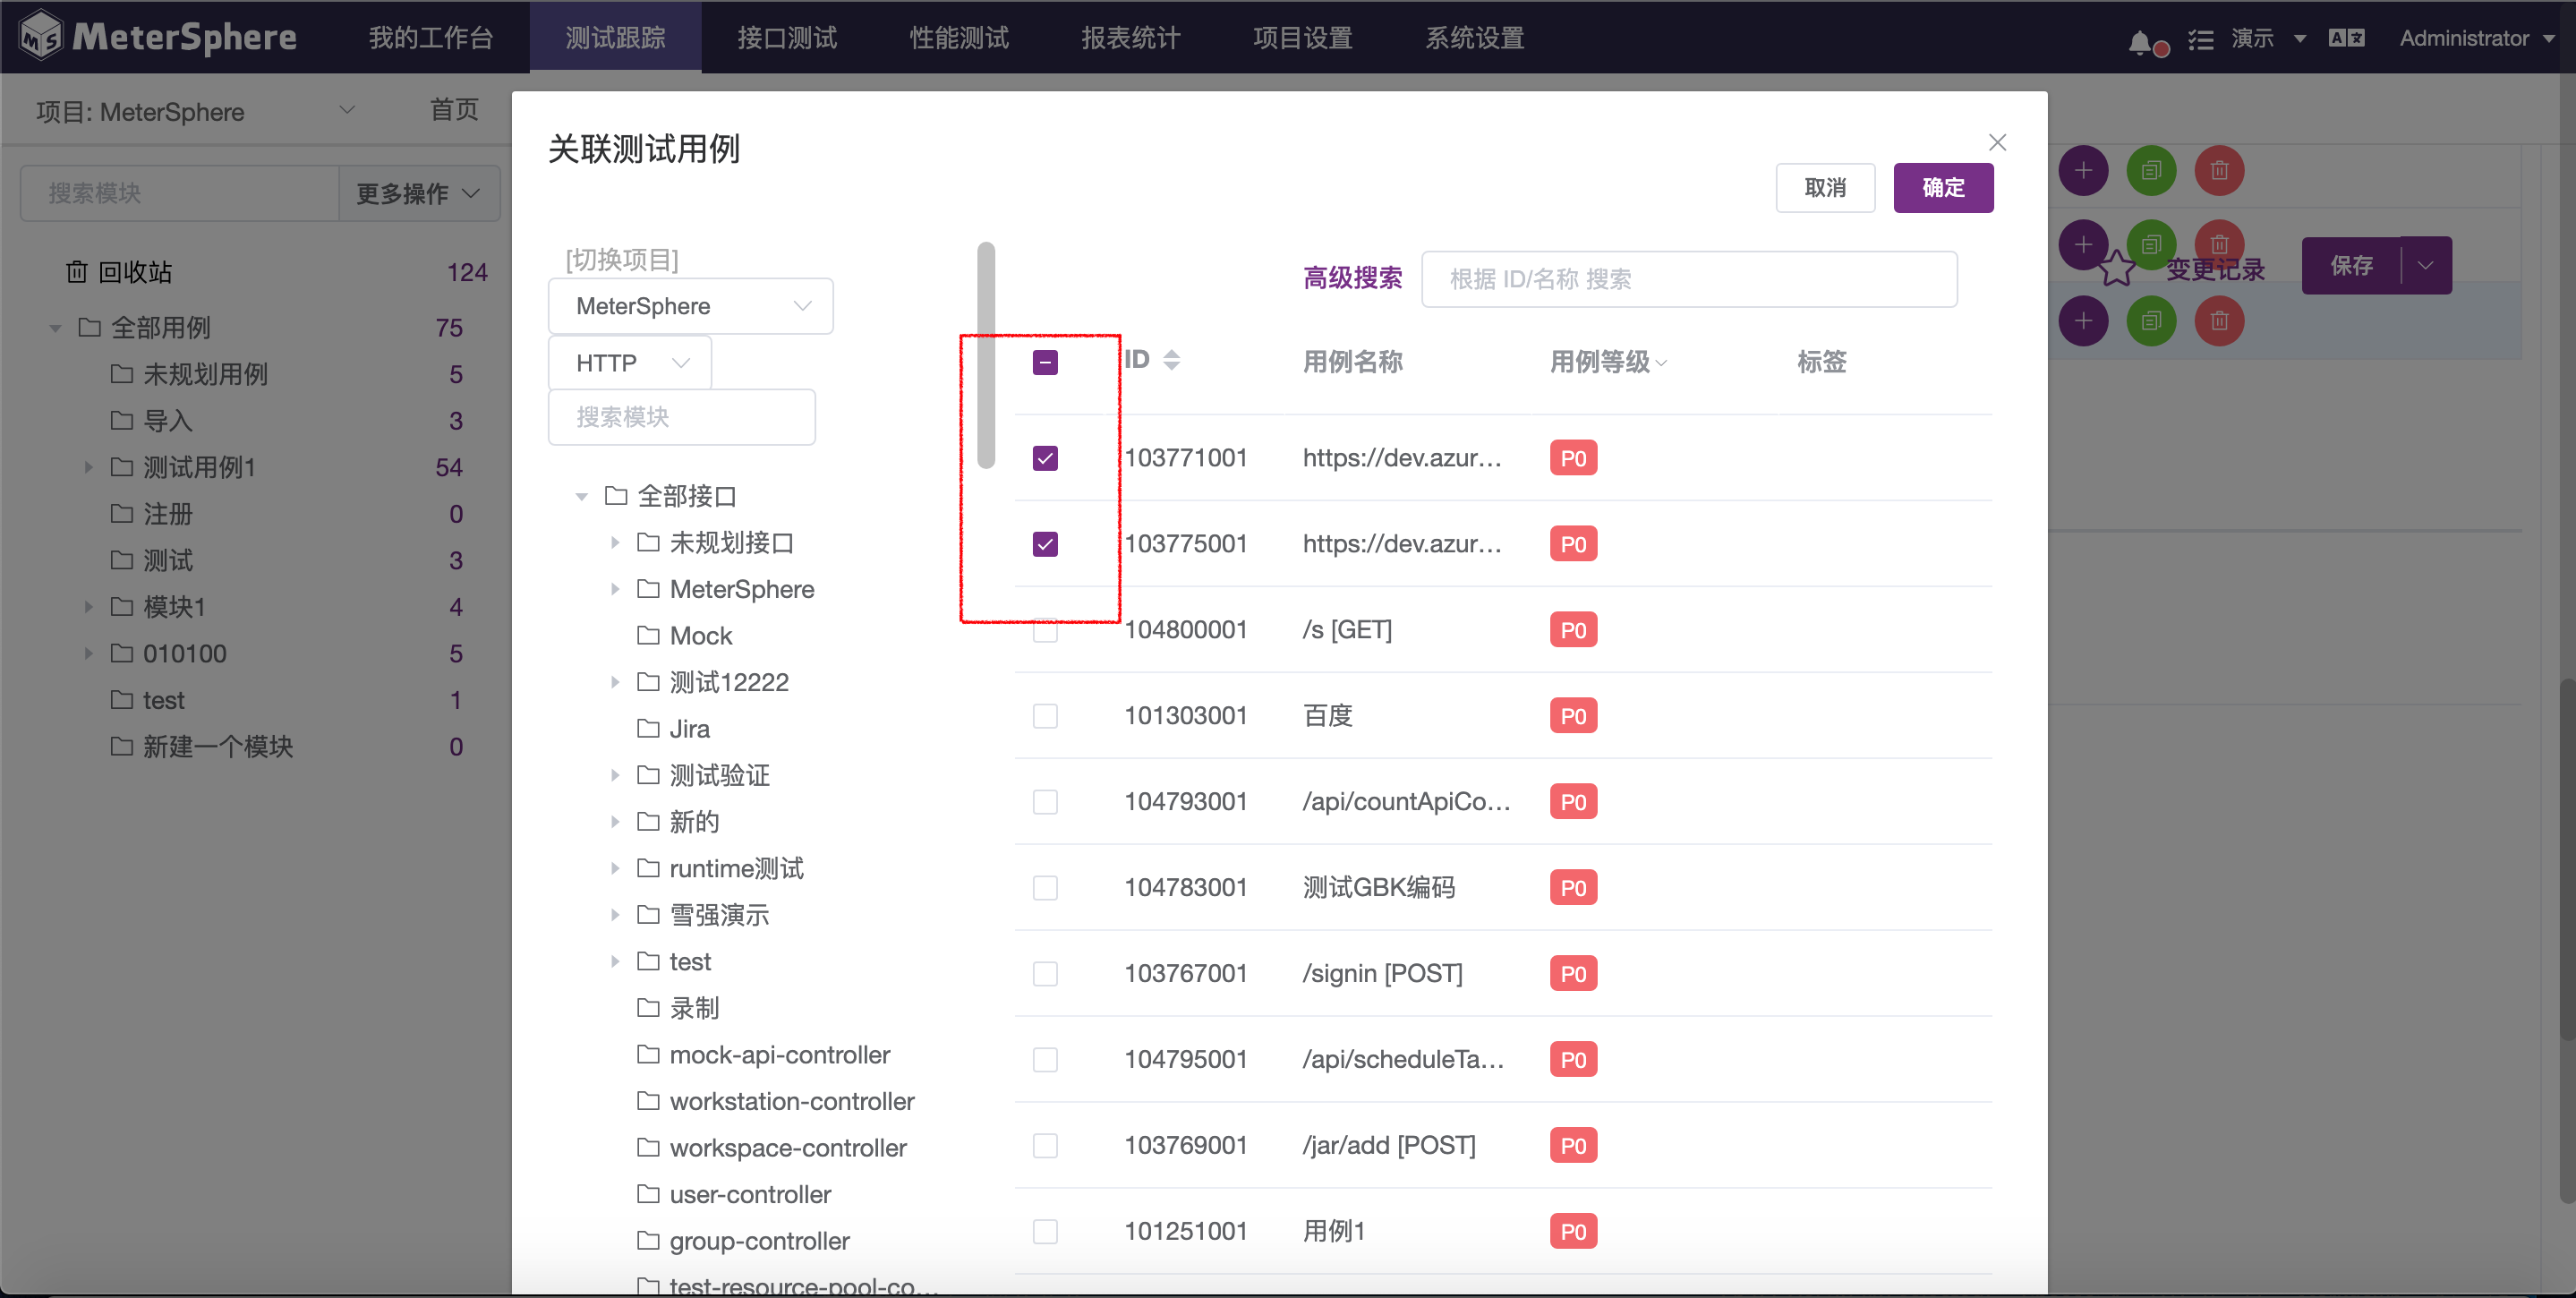 MeterSphere 我的工作台 测试跟踪 接口测试 性能测试 报表统计 项目设置 系统设置 演示 Administrator
项目: MeterSphere 首页
搜索模块 更多操作
回收站 124
全部用例 75
未规划用例 5
导入 3
测试用例1 54
注册 0
测试 3
模块1 4
010100 5
test 1
新建一个模块 0
关联测试用例
取消 确定
[切换项目]
MeterSphere
HTTP
搜索模块
全部接口
未规划接口
MeterSphere
Mock
测试12222
Jira
测试验证
新的
runtime测试
雪强演示
test
录制
mock-api-controller
workstation-controller
workspace-controller
user-controller
group-controller
test-resource-pool-co...
高级搜索 根据 ID/名称 搜索
ID 用例名称 用例等级 标签
103771001 https://dev.azur... P0
103775001 https://dev.azur... P0
104800001 /s [GET] P0
101303001 百度 P0
104793001 /api/countApiCo... P0
104783001 测试GBK编码 P0
103767001 /signin [POST] P0
104795001 /api/scheduleTa... P0
103769001 /jar/add [POST] P0
101251001 用例1 P0
变更记录 保存